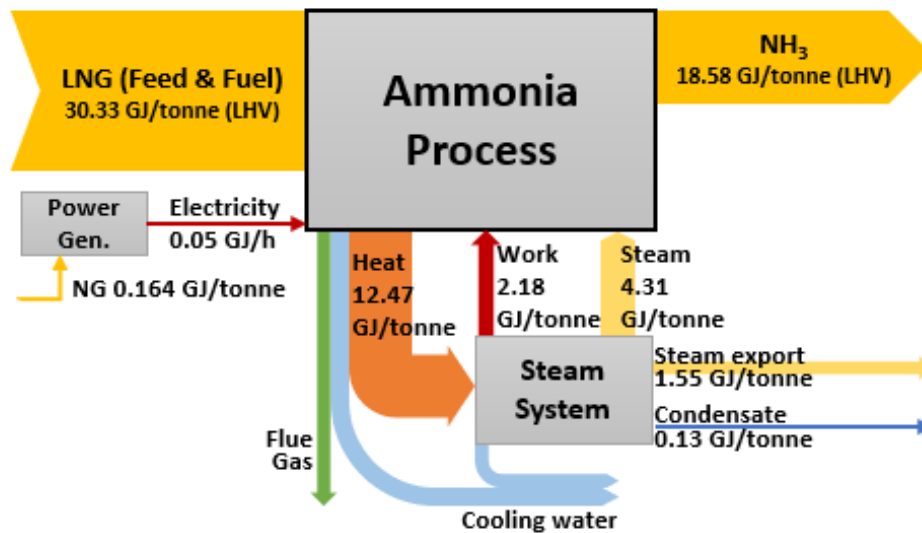 LNG (Feed & Fuel)
30.33 GJ/tonne (LHV)
Ammonia
Process
NH₃
18.58 GJ/tonne (LHV)
Power
Gen.
Electricity
0.05 GJ/h
NG 0.164 GJ/tonne
Heat
12.47
GJ/tonne
Work
2.18
GJ/tonne
Steam
4.31
GJ/tonne
Steam
System
Steam export
1.55 GJ/tonne
Condensate
0.13 GJ/tonne
Flue
Gas
Cooling water